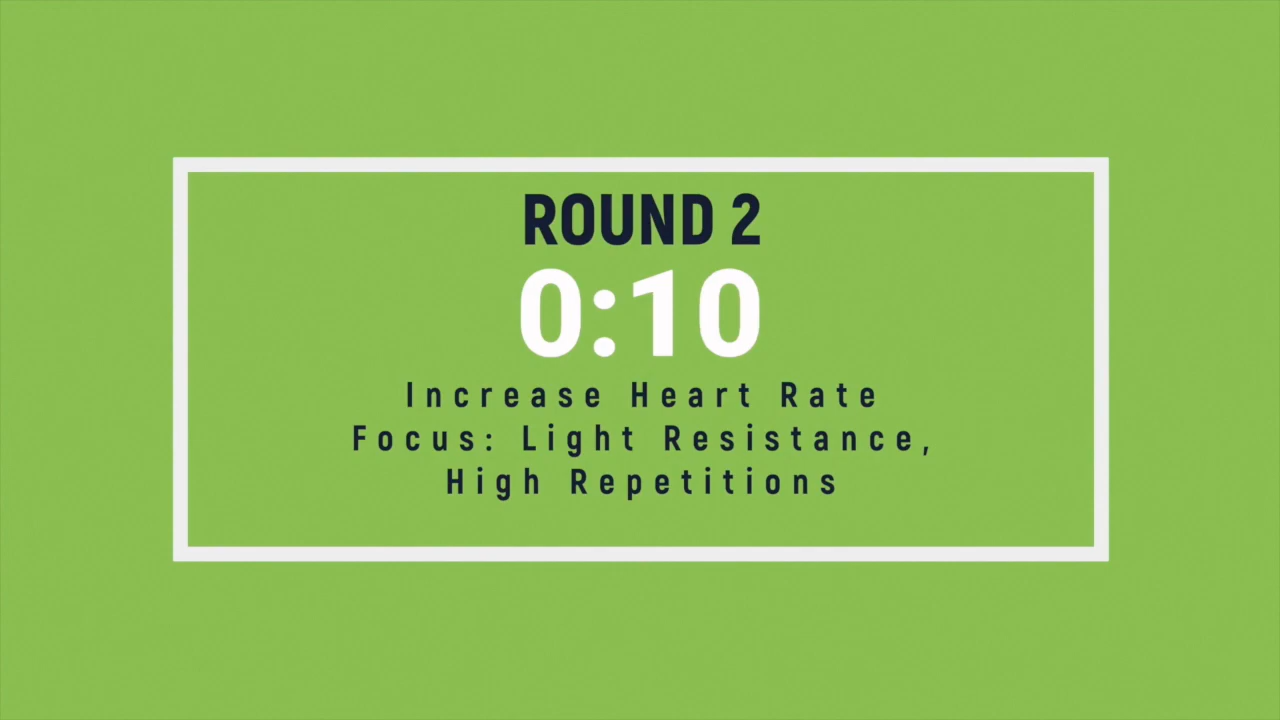 ROUND 2
0:10
Increase Heart Rate
Focus: Light Resistance,
High Repetitions